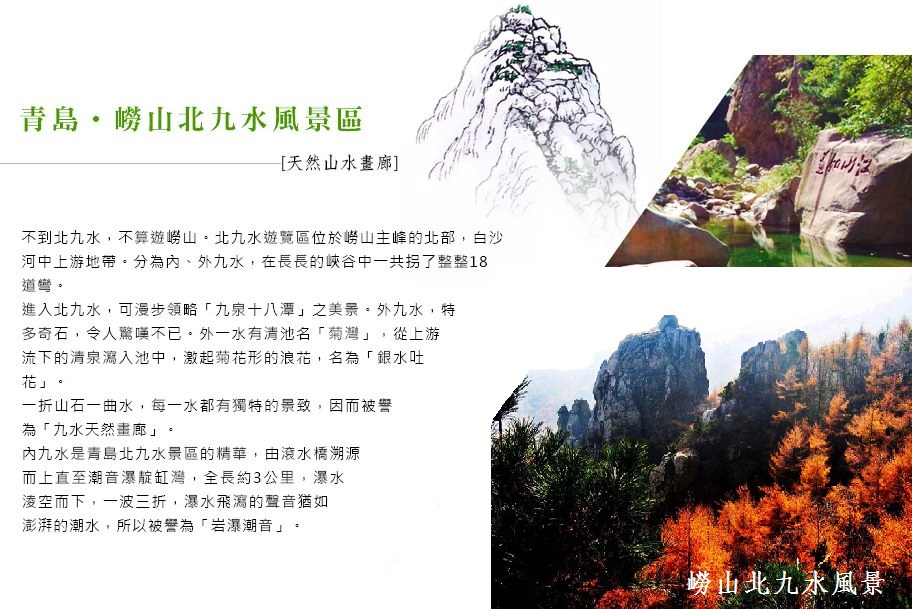 青島・嶗山北九水風景區
[天然山水畫廊]
不到北九水，不算遊嶗山。北九水遊覽區位於嶗山主峰的北部，白沙
河中上游地帶。分為內、外九水，在長長的峽谷中一共拐了整整18
道彎。
進入北九水，可漫步領略「九泉十八潭」之美景。外九水，特
多奇石，令人驚嘆不已。外一水有清池名「菊灣」，從上游
流下的清泉瀉入池中，激起菊花形的浪花，名為「銀水吐
花」。
一折山石一曲水，每一水都有獨特的景致，因而被譽
為「九水天然畫廊」。
內九水是青島北九水景區的精華，由滾水橋溯源
而上直至潮音瀑靛缸灣，全長約3公里，瀑水
淩空而下，一波三折，瀑水飛瀉的聲音猶如
澎湃的潮水，所以被譽為「岩瀑潮音」。
江山如畫
嶗山北九水風景